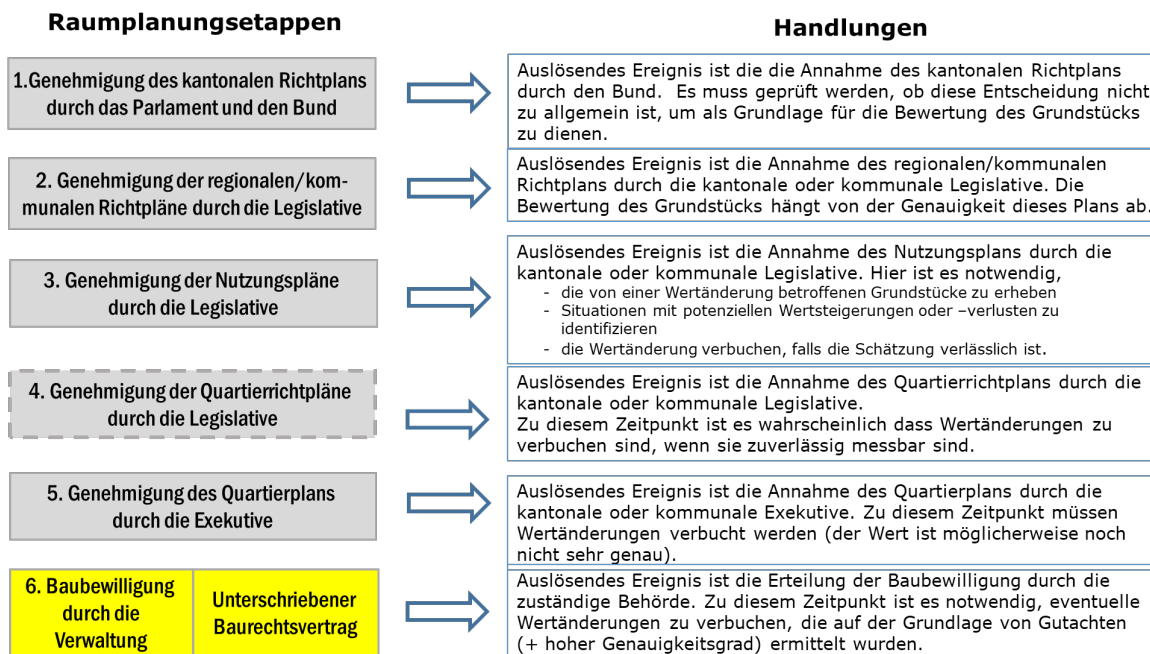 Raumplanungsetappen
Handlungen
1.Genehmigung des kantonalen Richtplans
durch das Parlament und den Bund
Auslösendes Ereignis ist die die Annahme des kantonalen Richtplans
durch den Bund. Es muss geprüft werden, ob diese Entscheidung nicht
zu allgemein ist, um als Grundlage für die Bewertung des Grundstücks
zu dienen.
2. Genehmigung der regionalen/kom-
munalen Richtpläne durch die Legislative
Auslösendes Ereignis ist die Annahme des regionalen/kommunalen
Richtplans durch die kantonale oder kommunale Legislative. Die
Bewertung des Grundstücks hängt von der Genauigkeit dieses Plans ab.
3. Genehmigung der Nutzungspläne
durch die Legislative
Auslösendes Ereignis ist die Annahme des Nutzungsplans durch die
kantonale oder kommunale Legislative. Hier ist es notwendig,
- die von einer Wertänderung betroffenen Grundstücke zu erheben
- Situationen mit potenziellen Wertsteigerungen oder –verlusten zu
identifizieren
- die Wertänderung verbuchen, falls die Schätzung verlässlich ist.
4. Genehmigung der Quartierrichtpläne
durch die Legislative
Auslösendes Ereignis ist die Annahme des Quartierrichtplans durch die
kantonale oder kommunale Legislative.
Zu diesem Zeitpunkt ist es wahrscheinlich dass Wertänderungen zu
verbuchen sind, wenn sie zuverlässig messbar sind.
5. Genehmigung des Quartierplans
durch die Exekutive
Auslösendes Ereignis ist die Annahme des Quartierplans durch die
kantonale oder kommunale Exekutive. Zu diesem Zeitpunkt müssen
Wertänderungen verbucht werden (der Wert ist möglicherweise noch
nicht sehr genau).
6. Baubewilligung
durch die
Verwaltung
Unterschriebener
Baurechtsvertrag
Auslösendes Ereignis ist die Erteilung der Baubewilligung durch die
zuständige Behörde. Zu diesem Zeitpunkt ist es notwendig, eventuelle
Wertänderungen zu verbuchen, die auf der Grundlage von Gutachten
(+ hoher Genauigkeitsgrad) ermittelt wurden.